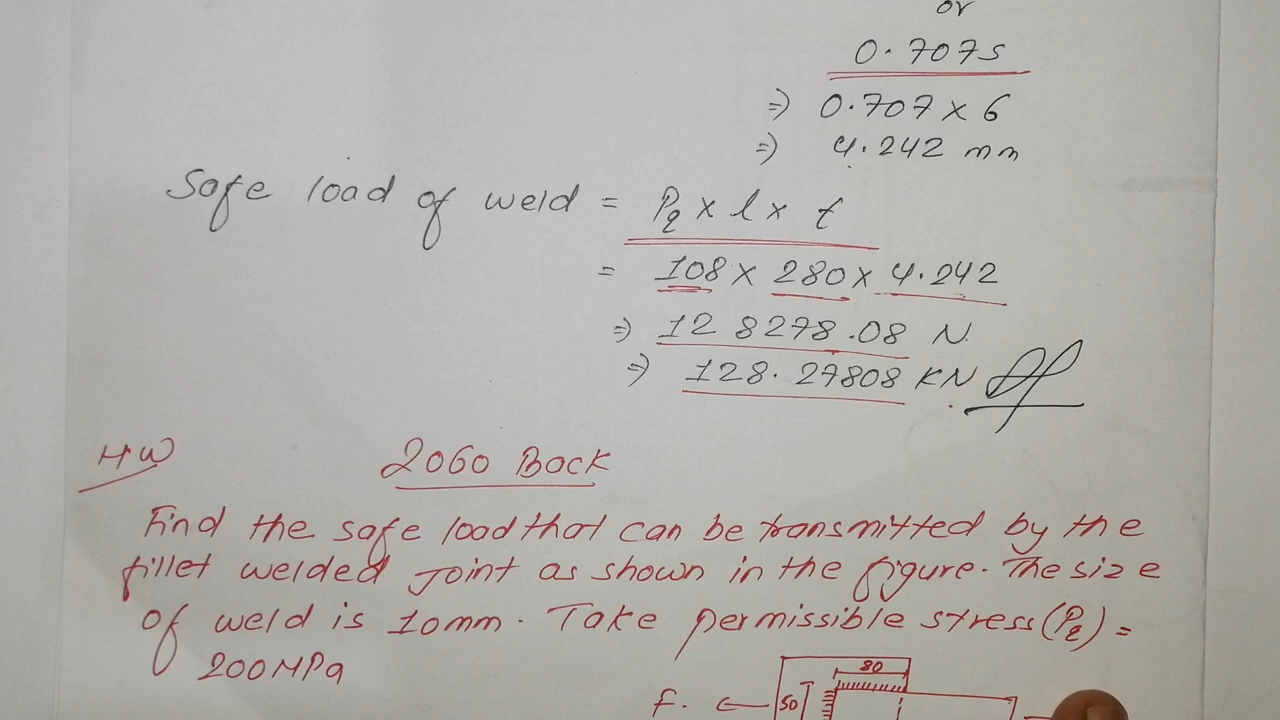 or
0.707s
⇒ 0.707 × 6
⇒ 4.242 mm
Safe load of weld = Pq × l × t
= 108 × 280 × 4.242
⇒ 128278.08 N.
⇒ 128.27808 KN
HW
2060 Back
Find the safe load that can be transmitted by the
fillet welded joint as shown in the figure. The size
of weld is 10mm. Take permissible stress (Pq) =
200MPa
80
F.
50